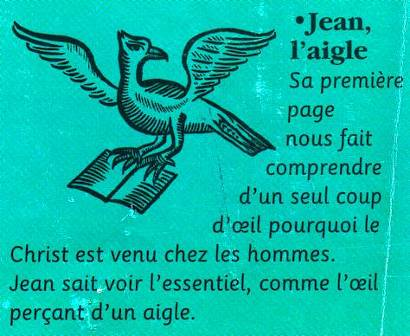 •Jean,
l'aigle
Sa première
page
nous fait
comprendre
d'un seul coup
d'œil pourquoi le
Christ est venu chez les hommes.
Jean sait voir l'essentiel, comme l'œil
perçant d'un aigle.